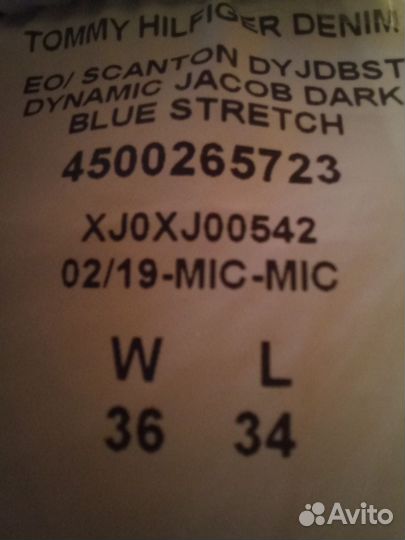 TOMMY HILFIGER DENIM
EO/ SCANTON DYJDBST
DYNAMIC JACOB DARK
BLUE STRETCH
4500265723
XJ0XJ00542
02/19-MIC-MIC
W L
36 34
Avito